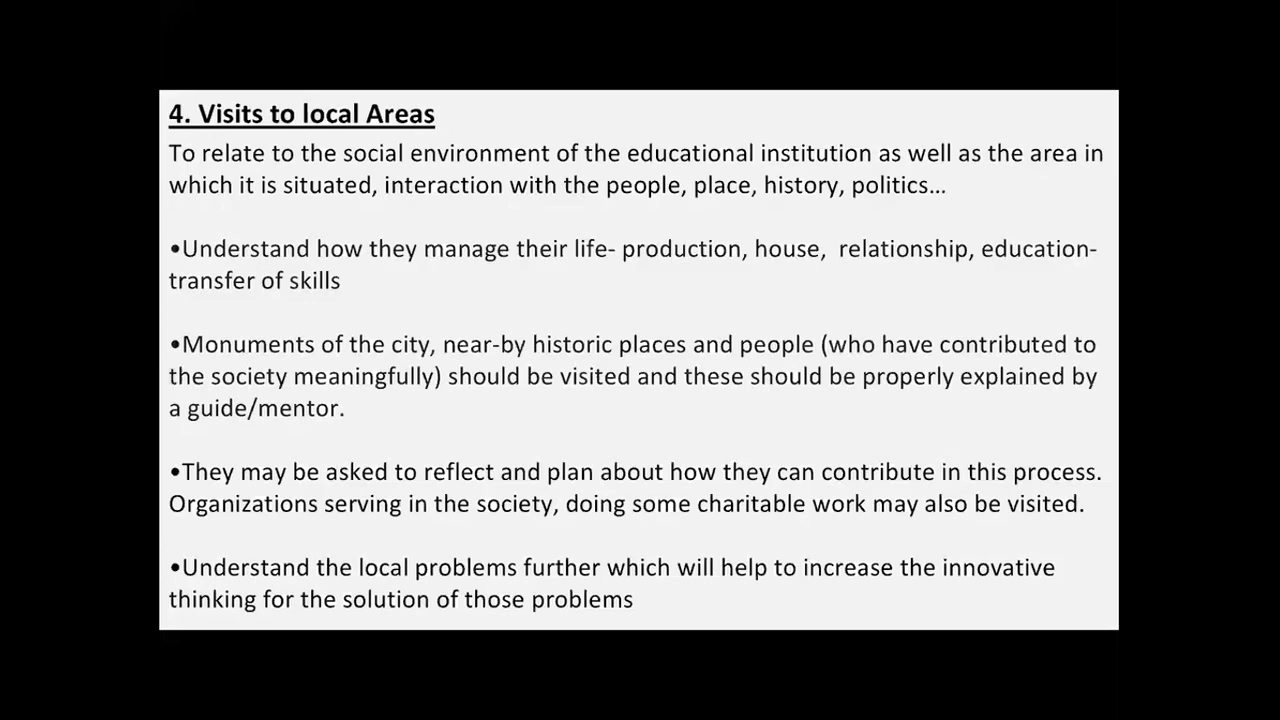 4. Visits to local Areas
To relate to the social environment of the educational institution as well as the area in
which it is situated, interaction with the people, place, history, politics…
•Understand how they manage their life- production, house,  relationship, education-
transfer of skills
•Monuments of the city, near-by historic places and people (who have contributed to
the society meaningfully) should be visited and these should be properly explained by
a guide/mentor.
•They may be asked to reflect and plan about how they can contribute in this process.
Organizations serving in the society, doing some charitable work may also be visited.
•Understand the local problems further which will help to increase the innovative
thinking for the solution of those problems